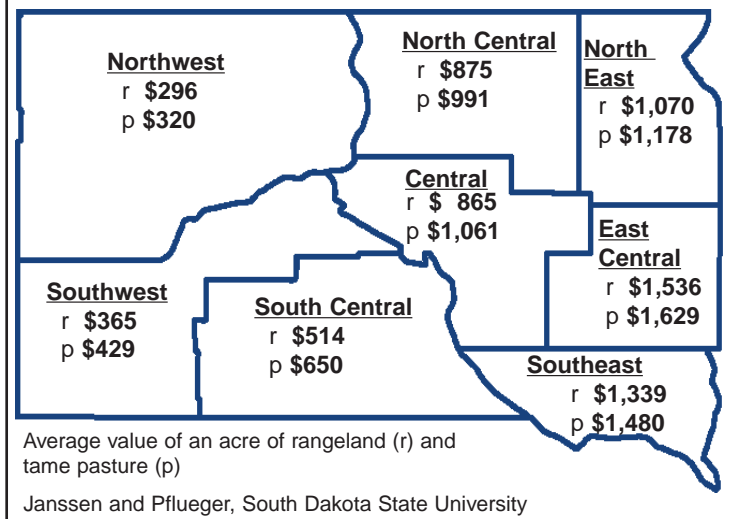 Northwest
r $296
p $320
North Central
r $875
p $991
North
East
r $1,070
p $1,178
Central
r $ 865
p $1,061
East
Central
r $1,536
p $1,629
Southwest
r $365
p $429
South Central
r $514
p $650
Southeast
r $1,339
p $1,480
Average value of an acre of rangeland (r) and
tame pasture (p)
Janssen and Pflueger, South Dakota State University